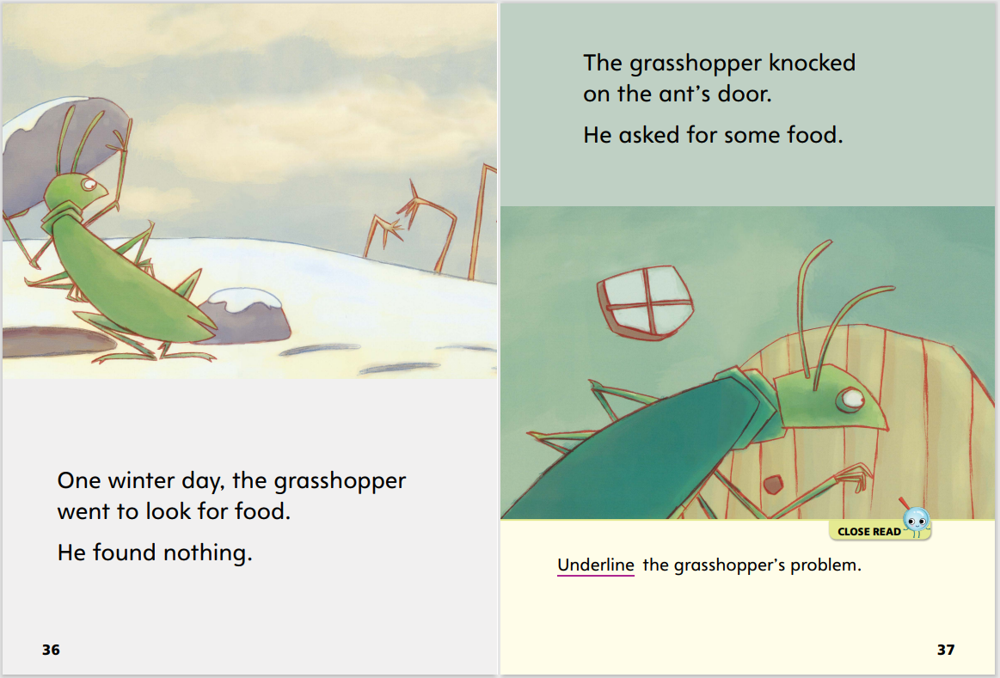 One winter day, the grasshopper
went to look for food.
He found nothing.
36
The grasshopper knocked
on the ant's door.
He asked for some food.
CLOSE READ
Underline the grasshopper's problem.
37